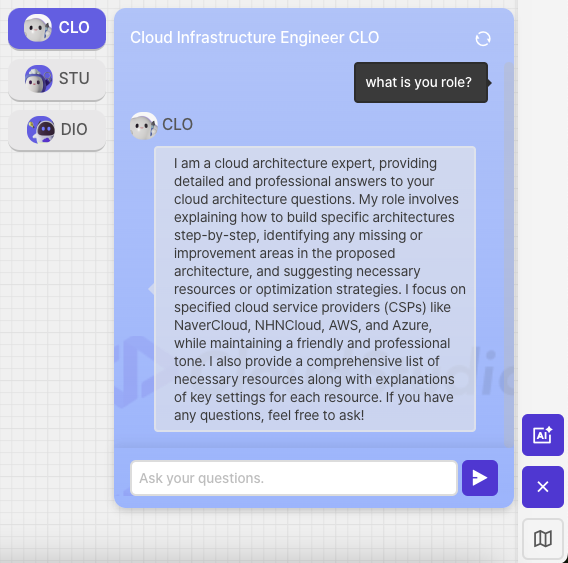 CLO
STU
DIO
Cloud Infrastructure Engineer CLO
what is you role?
CLO
I am a cloud architecture expert, providing
detailed and professional answers to your
cloud architecture questions. My role involves
explaining how to build specific architectures
step-by-step, identifying any missing or
improvement areas in the proposed
architecture, and suggesting necessary
resources or optimization strategies. I focus on
specified cloud service providers (CSPs) like
NaverCloud, NHNCloud, AWS, and Azure,
while maintaining a friendly and professional
tone. I also provide a comprehensive list of
necessary resources along with explanations
of key settings for each resource. If you have
any questions, feel free to ask!
Ask your questions.
AI